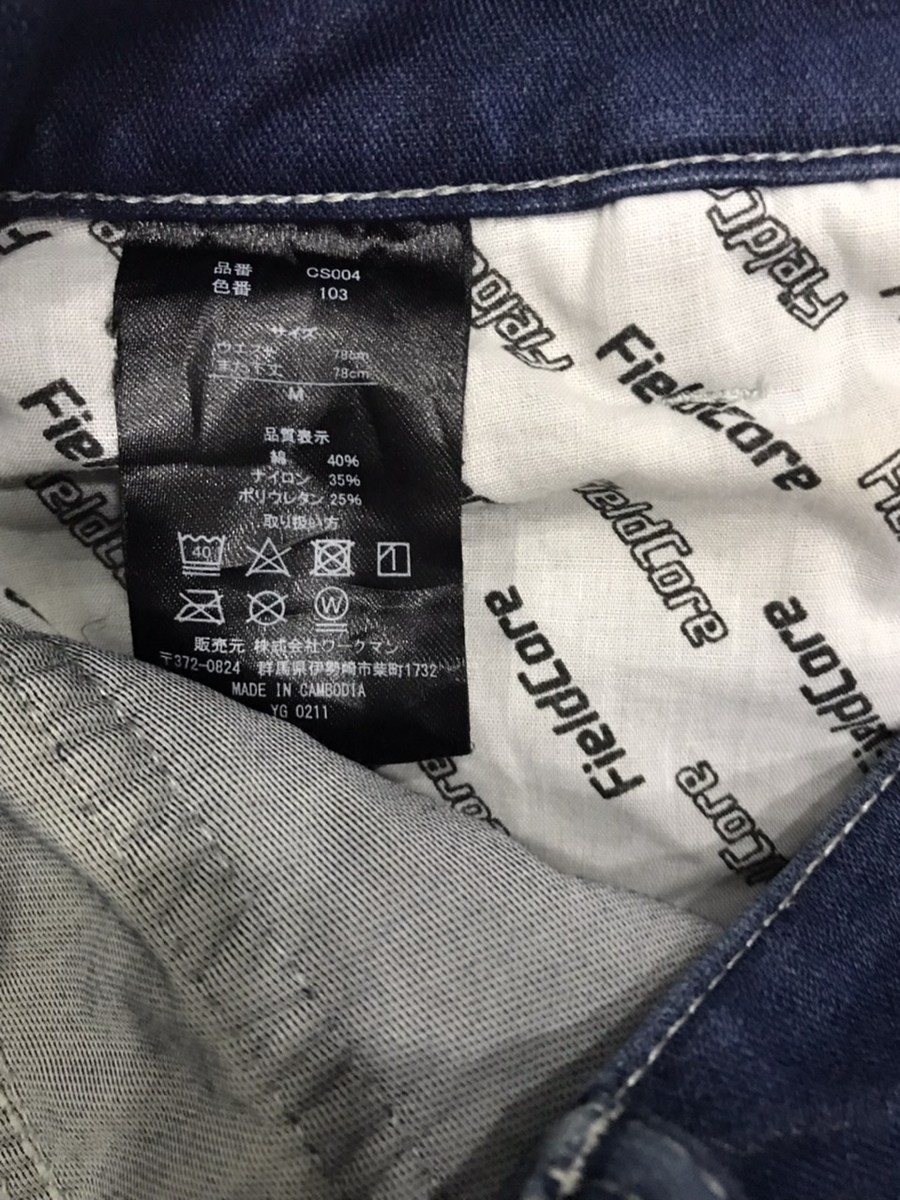 品番 CS004
色番 103
サイズ
ウエスト 78cm
また下丈 78cm
M
品質表示
綿 40%
ナイロン 35%
ポリウレタン 25%
取り扱い方
40
W
販売元 株式会社ワークマン
〒372-0824 群馬県伊勢崎市柴町1732
MADE IN CAMBODIA
YG 0211
FieldCore
FieldCore
FieldCore
FieldCore
FieldCore